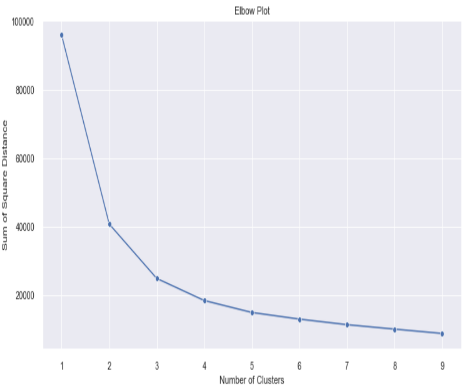 Elbow Plot
100000
80000
60000
40000
20000
Sum of Square Distance
1 2 3 4 5 6 7 8 9
Number of Clusters